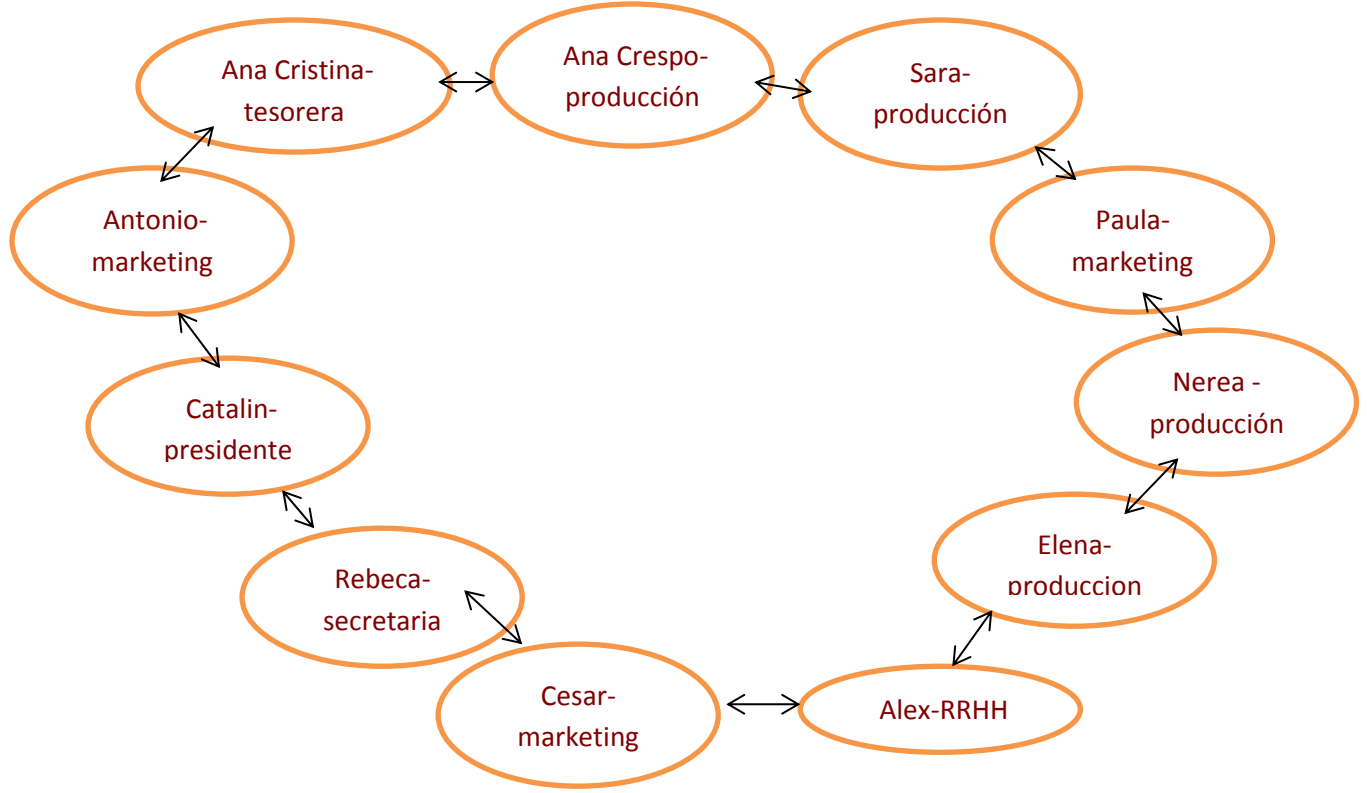 Ana Cristina-
tesorera
Ana Crespo-
producción
Sara-
producción
Paula-
marketing
Nerea -
producción
Elena-
produccion
Alex-RRHH
Cesar-
marketing
Rebeca-
secretaria
Catalin-
presidente
Antonio-
marketing